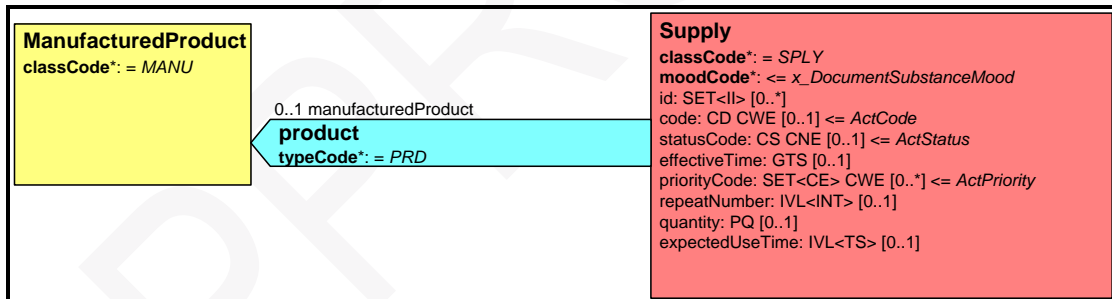 ManufacturedProduct
classCode*: = MANU
0..1 manufacturedProduct
product
typeCode*: = PRD
Supply
classCode*: = SPLY
moodCode*: <= x_DocumentSubstanceMood
id: SET<II> [0..*]
code: CD CWE [0..1] <= ActCode
statusCode: CS CNE [0..1] <= ActStatus
effectiveTime: GTS [0..1]
priorityCode: SET<CE> CWE [0..*] <= ActPriority
repeatNumber: IVL<INT> [0..1]
quantity: PQ [0..1]
expectedUseTime: IVL<TS> [0..1]